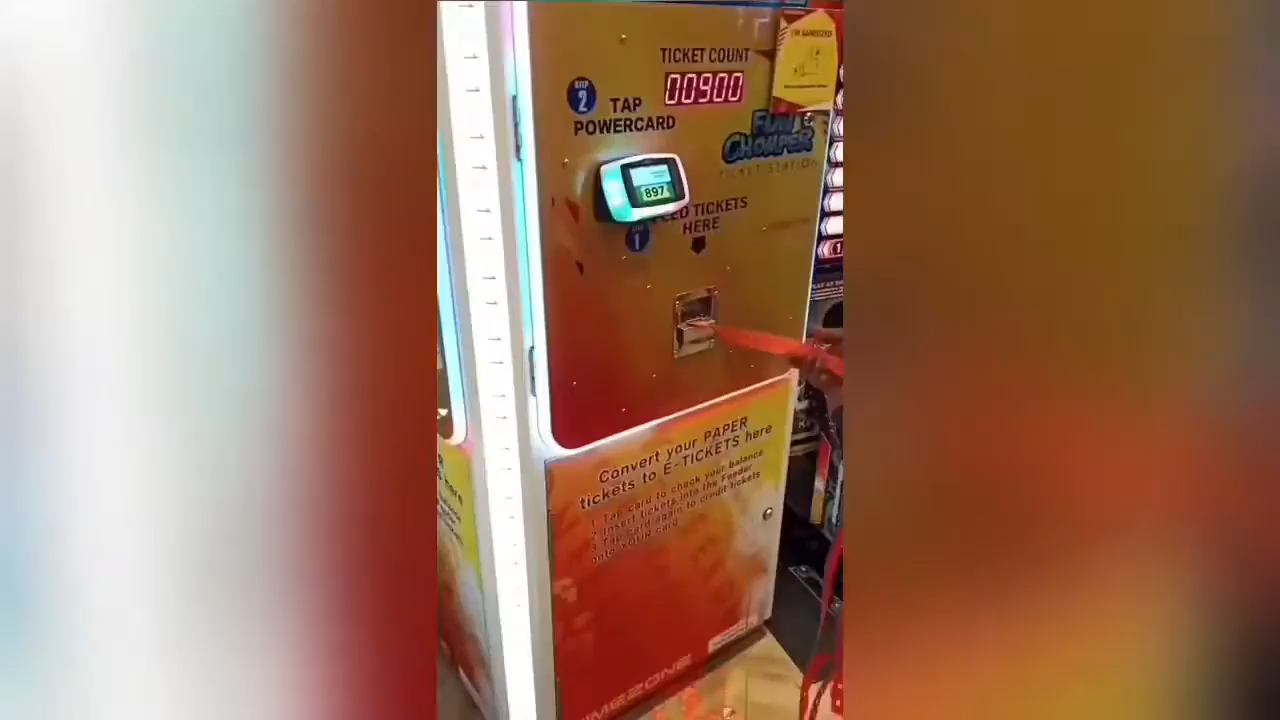 I'M SANITIZED
TICKET COUNT
00900
STEP
2
TAP
POWERCARD
FUN
CHOMPER
TICKET STATION
897
FEED TICKETS
HERE
1
Convert your PAPER
tickets to E-TICKETS here
1. Tap card to check your balance
2. Insert tickets into the Feeder
3. Tap card again to credit tickets
onto YOUR card
TIMEZONE